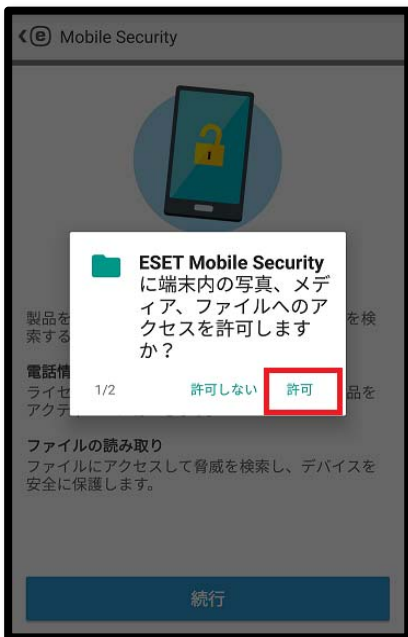 Mobile Security
ESET Mobile Security
に端末内の写真、メデ
ィア、ファイルへのア
クセスを許可します
か？
1/2
許可しない
許可
製品を
を検
索する
電話情
ライセ
品を
アクテ
ファイルの読み取り
ファイルにアクセスして脅威を検索し、デバイスを
安全に保護します。
続行